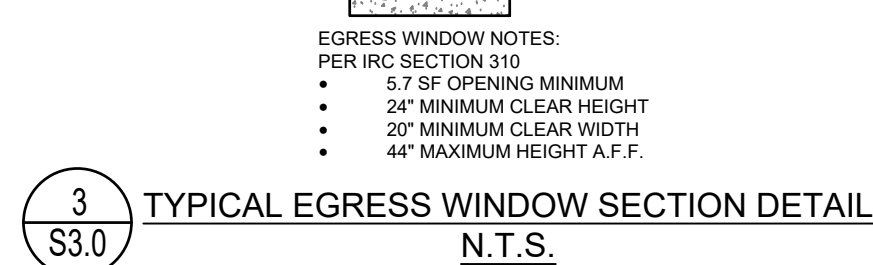 EGRESS WINDOW NOTES:
PER IRC SECTION 310
• 5.7 SF OPENING MINIMUM
• 24" MINIMUM CLEAR HEIGHT
• 20" MINIMUM CLEAR WIDTH
• 44" MAXIMUM HEIGHT A.F.F.
3 TYPICAL EGRESS WINDOW SECTION DETAIL
S3.0 N.T.S.